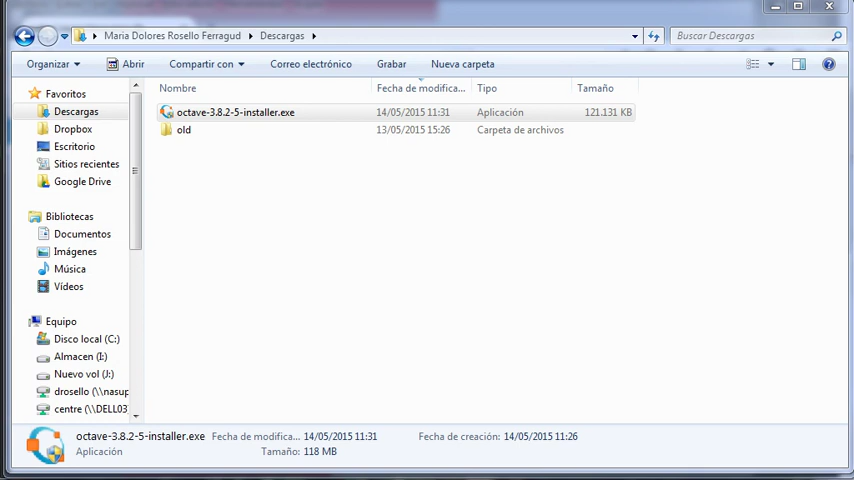 Maria Dolores Rosello Ferragud Descargas Buscar Descargas
Organizar Abrir Compartir con Correo electrónico Grabar Nueva carpeta
Nombre Fecha de modifica... Tipo Tamaño
octave-3.8.2-5-installer.exe 14/05/2015 11:31 Aplicación 121.131 KB
old 13/05/2015 15:26 Carpeta de archivos
Favoritos
Descargas
Dropbox
Escritorio
Sitios recientes
Google Drive
Bibliotecas
Documentos
Imágenes
Música
Vídeos
Equipo
Disco local (C:)
Almacen (I:)
Nuevo vol (J:)
drosello (\\nasup
centre (\\DELL03
octave-3.8.2-5-installer.exe Fecha de modifica... 14/05/2015 11:31 Fecha de creación: 14/05/2015 11:26
Aplicación Tamaño: 118 MB